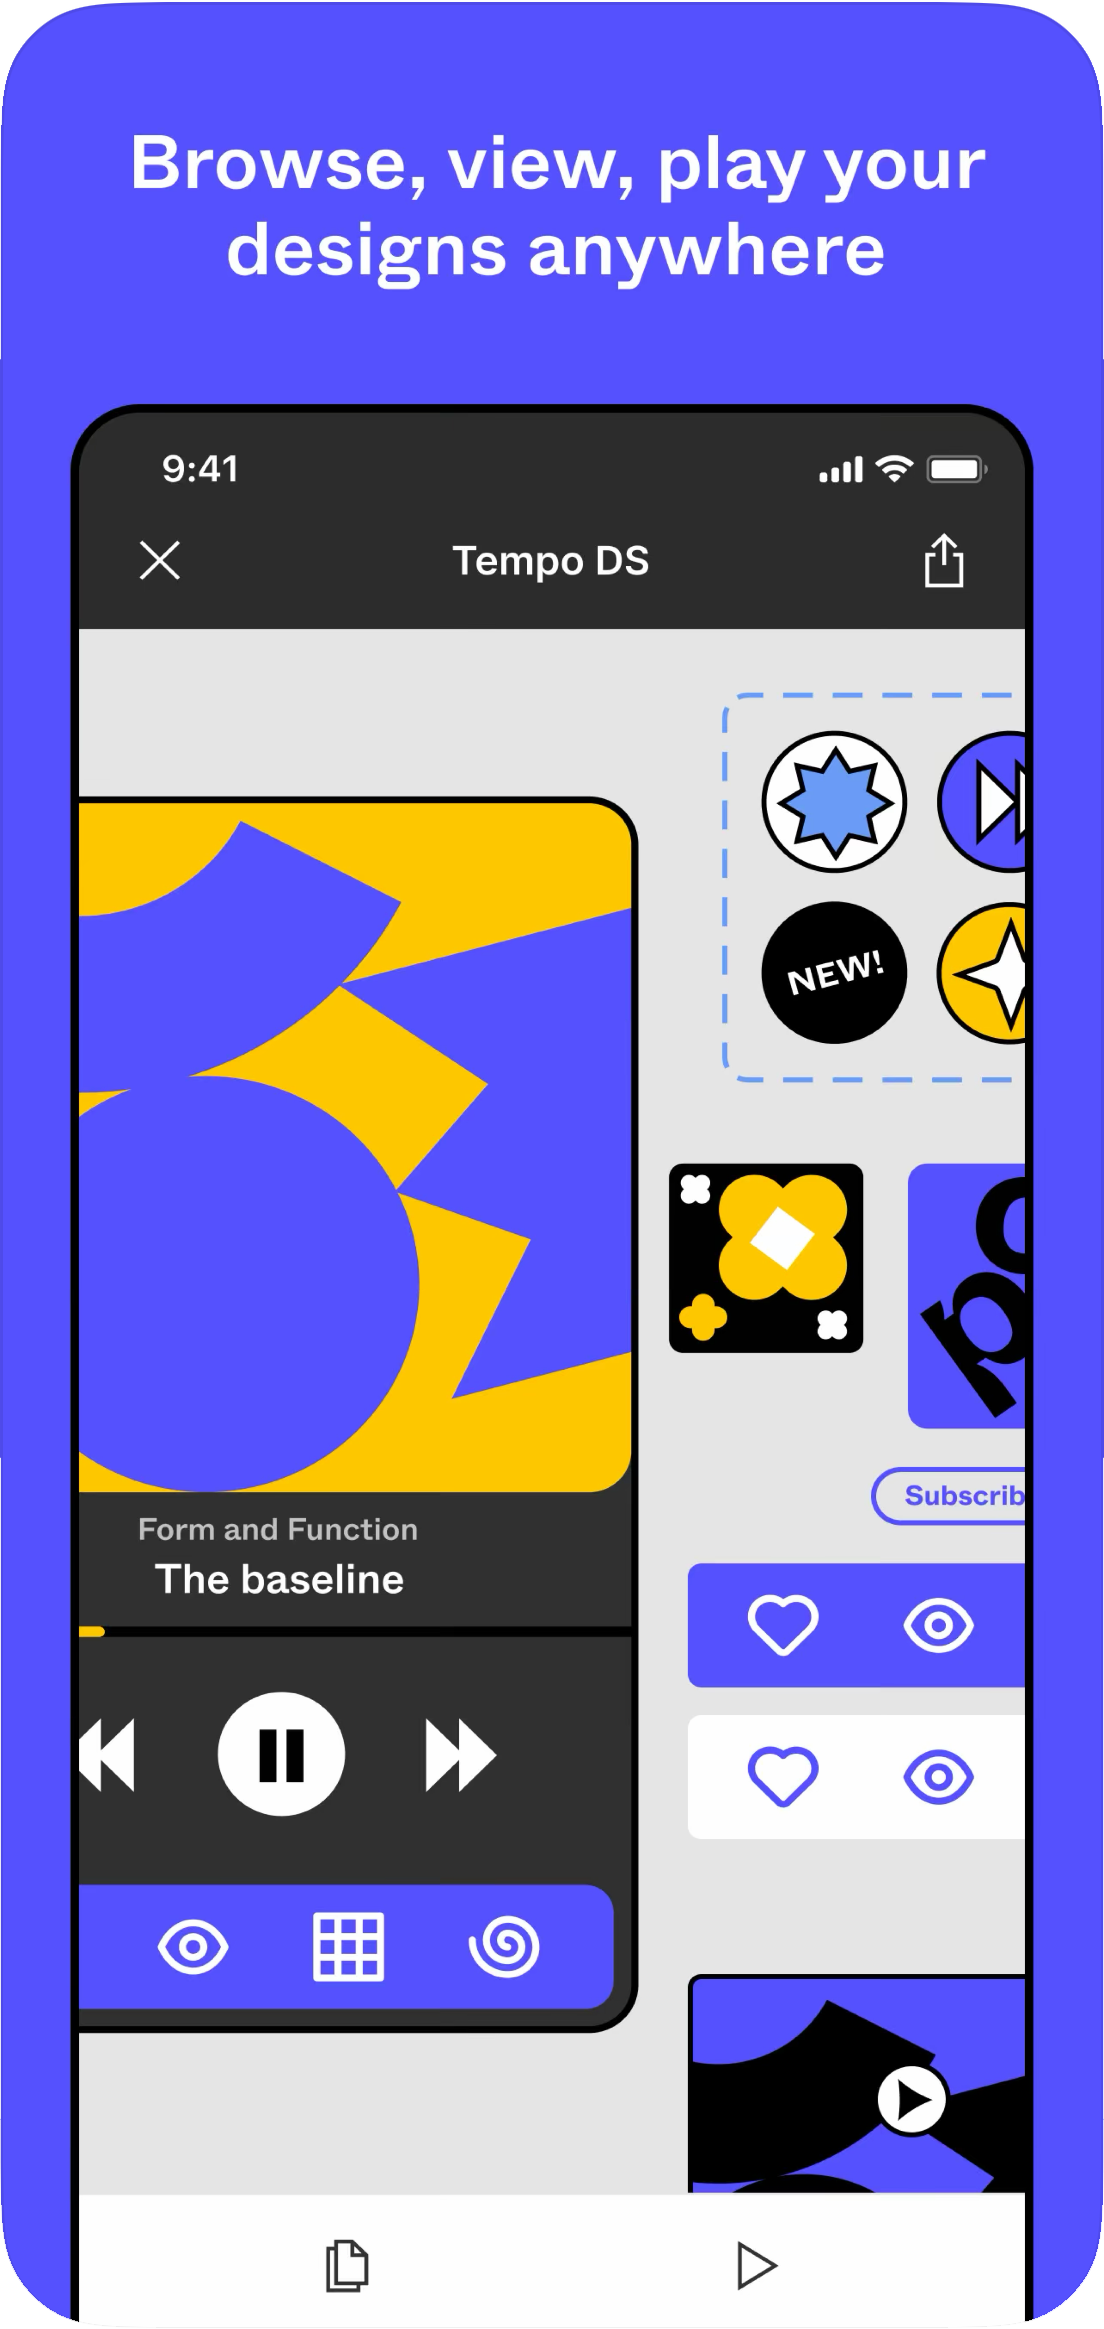 Browse, view, play your
designs anywhere
9:41
Tempo DS
NEW!
Subscrib
Form and Function
The baseline